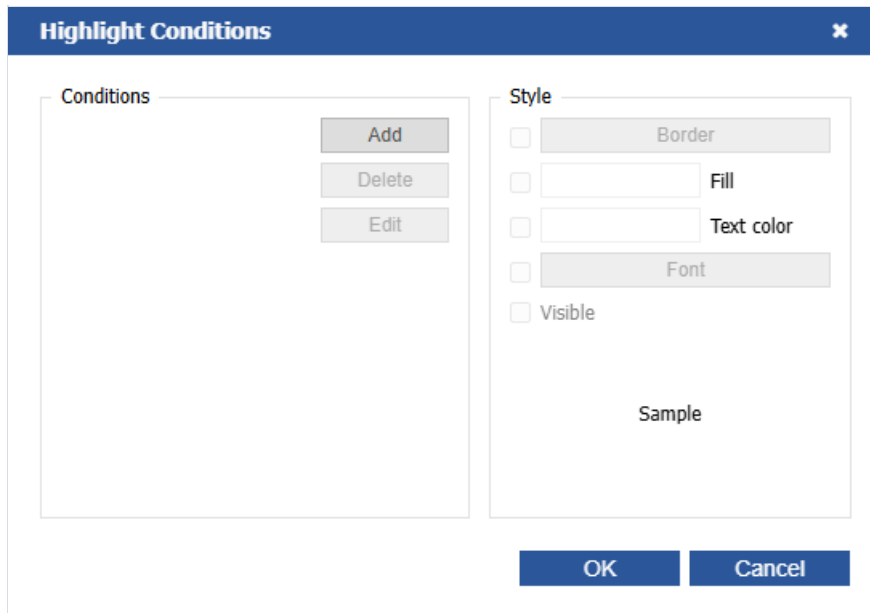 Highlight Conditions
Conditions
Add
Delete
Edit
Style
Border
Fill
Text color
Font
Visible
Sample
OK
Cancel